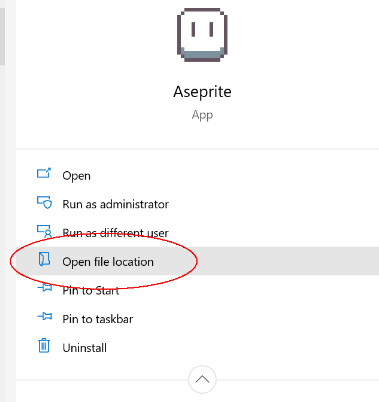 Aseprite
App
Open
Run as administrator
Run as different user
Open file location
Pin to Start
Pin to taskbar
Uninstall